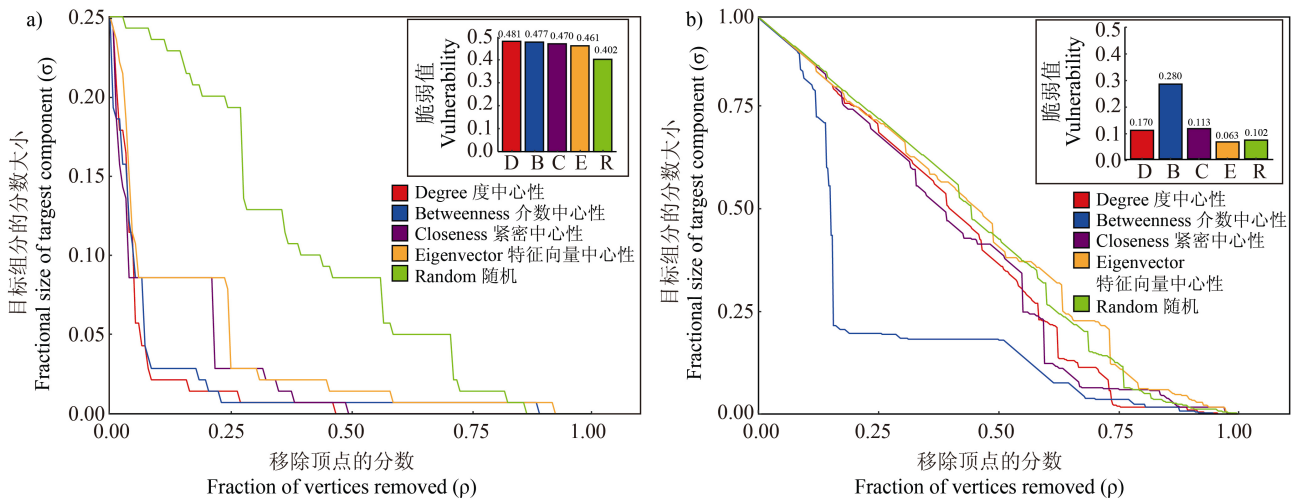 a)
0.25
0.20
0.15
0.10
0.05
0.00
目标组分的分数大小
Fractional size of targest component (σ)
0.00
0.25
0.50
0.75
1.00
移除顶点的分数
Fraction of vertices removed (ρ)
脆弱值
Vulnerability
0.5
0.4
0.3
0.2
0.1
0.0
0.481
0.477
0.470
0.461
0.402
D
B
C
E
R
Degree 度中心性
Betweenness 介数中心性
Closeness 紧密中心性
Eigenvector 特征向量中心性
Random 随机
b)
1.00
0.75
0.50
0.25
0.00
目标组分的分数大小
Fractional size of targest component (σ)
0.00
0.25
0.50
0.75
1.00
移除顶点的分数
Fraction of vertices removed (ρ)
脆弱值
Vulnerability
0.5
0.4
0.3
0.2
0.1
0.0
0.170
0.280
0.113
0.063
0.102
D
B
C
E
R
Degree 度中心性
Betweenness 介数中心性
Closeness 紧密中心性
Eigenvector
特征向量中心性
Random 随机